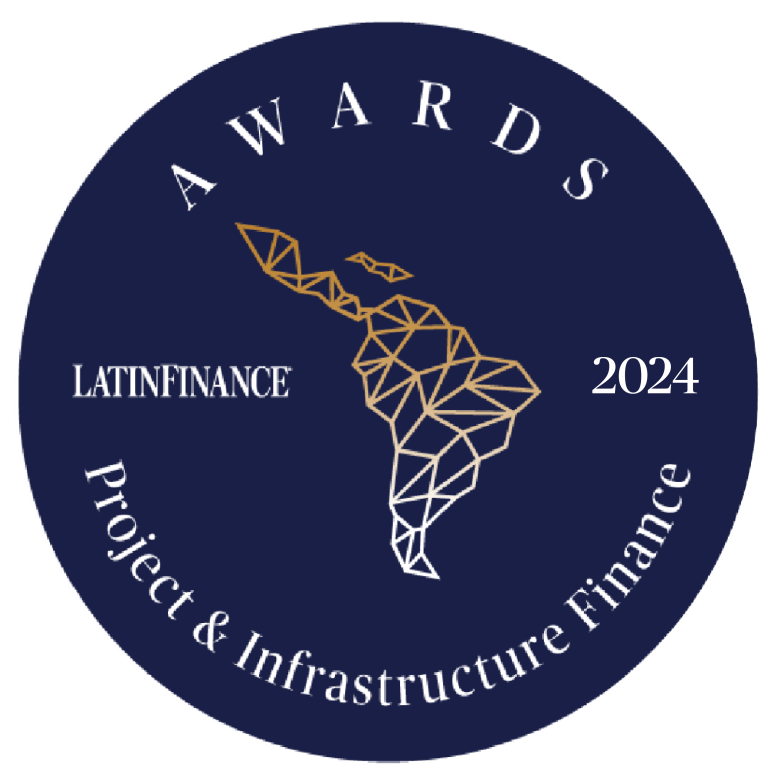 AWARDS
LATINFINANCE
2024
Project & Infrastructure Finance